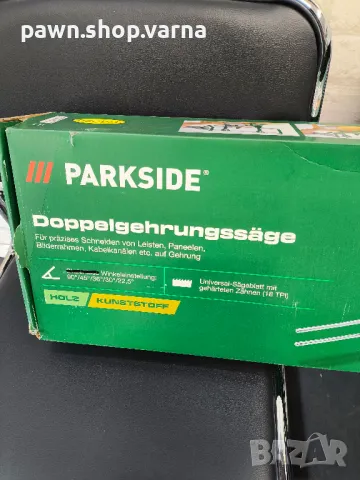 pawn.shop.varna
PARKSIDE®
Doppelgehrungssäge
Für präzises Schneiden von Leisten, Paneelen,
Bilderrahmen, Kabelkanälen etc. auf Gehrung
Winkeleinstellung:
90°/45°/36°/30°/22,5°
Universal-Sägeblatt mit
gehärteten Zähnen (18 TPI)
HOLZ
KUNSTSTOFF
BAZAR